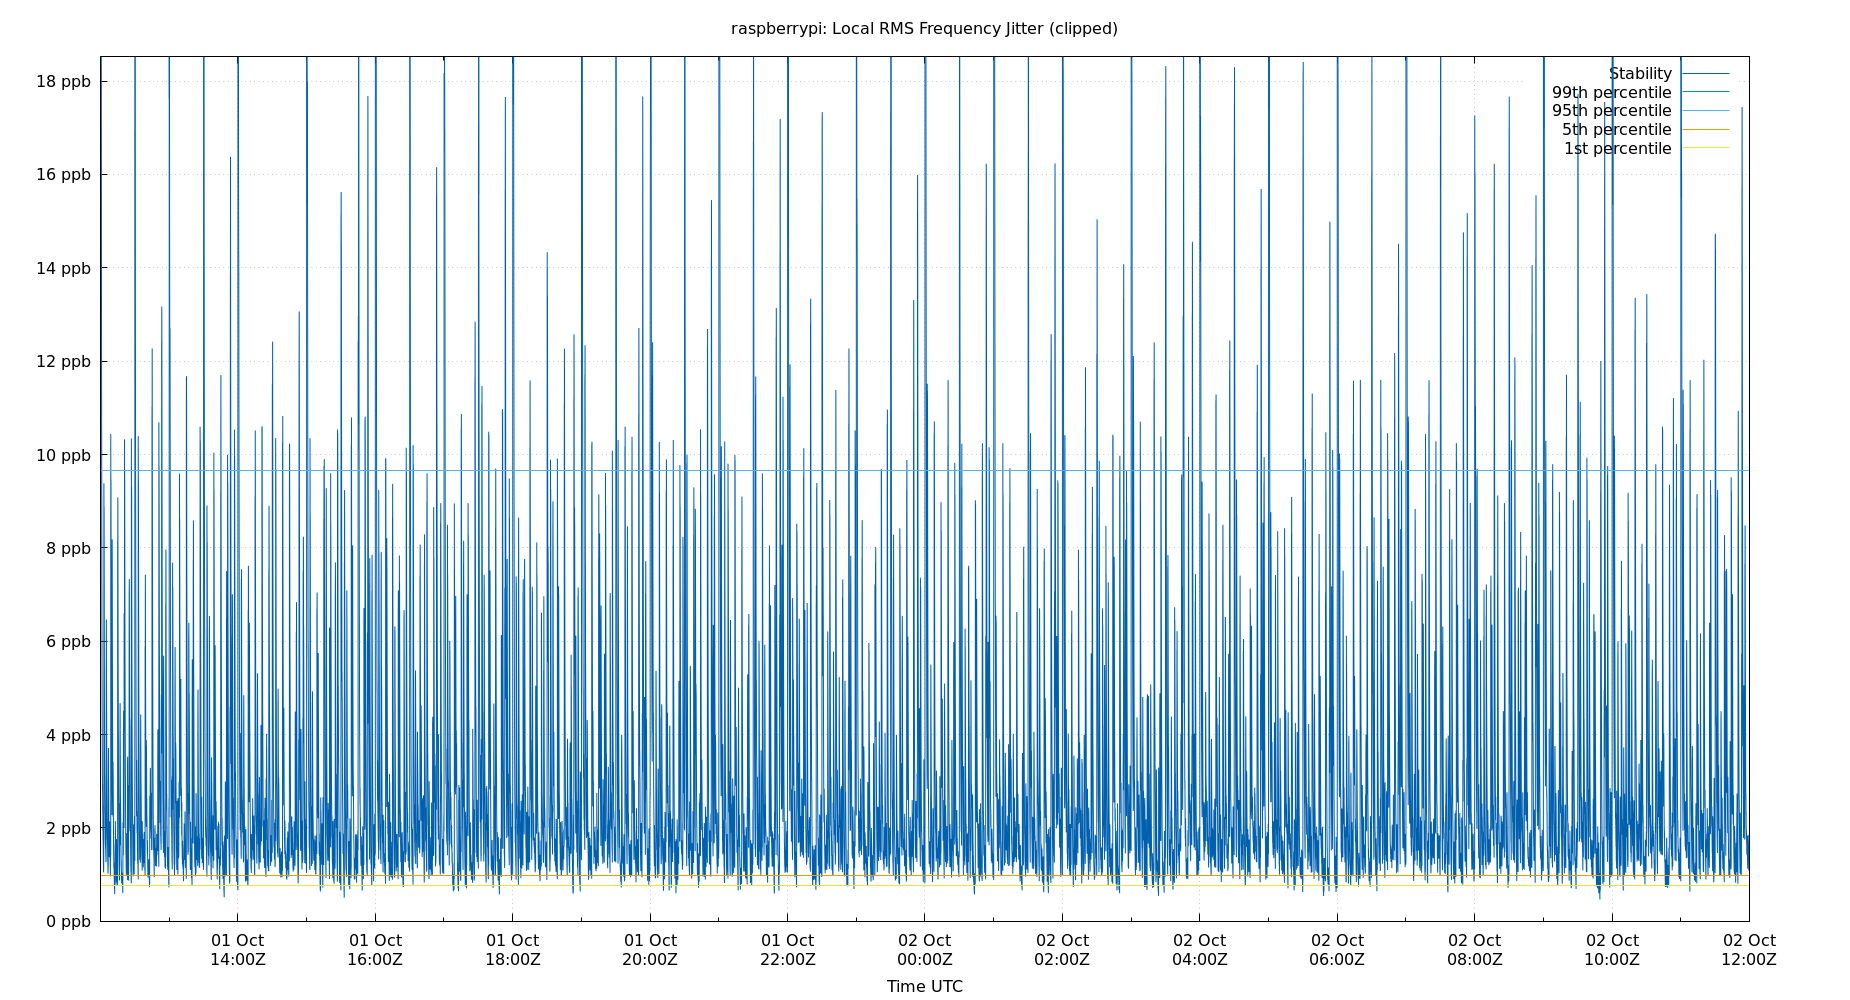 raspberrypi: Local RMS Frequency Jitter (clipped)
18 ppb
16 ppb
14 ppb
12 ppb
10 ppb
8 ppb
6 ppb
4 ppb
2 ppb
0 ppb
Stability
99th percentile
95th percentile
5th percentile
1st percentile
01 Oct 01 Oct 01 Oct 01 Oct 01 Oct 02 Oct 02 Oct 02 Oct 02 Oct 02 Oct 02 Oct 02 Oct
14:00Z 16:00Z 18:00Z 20:00Z 22:00Z 00:00Z 02:00Z 04:00Z 06:00Z 08:00Z 10:00Z 12:00Z
Time UTC